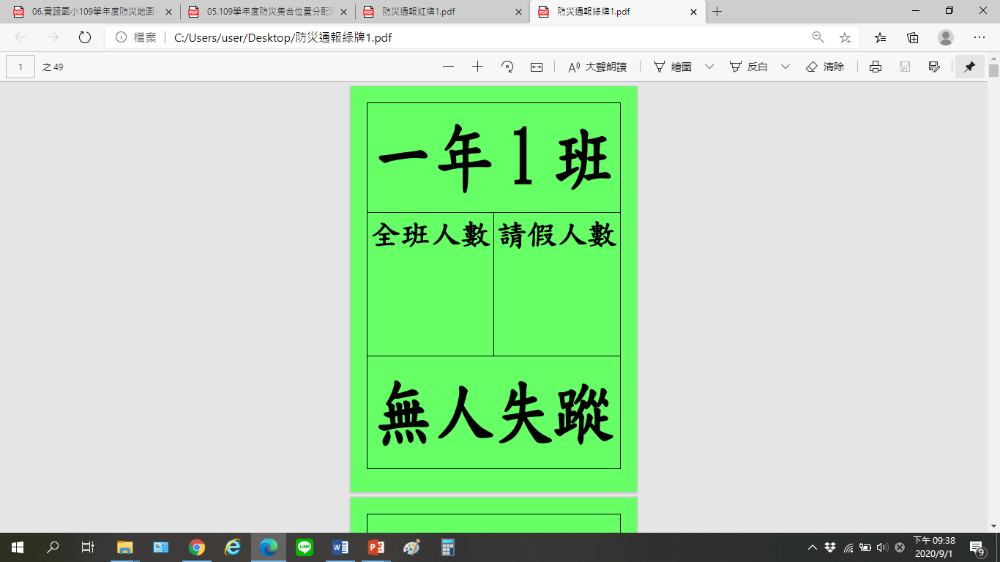 06.實踐國小109學年度防災地圖
05.109學年度防災集合位置分配
防災通報紅牌1.pdf
防災通報綠牌1.pdf
檔案
C:/Users/user/Desktop/防災通報綠牌1.pdf
1 之 49
大聲朗讀
繪圖
反白
清除
一年1班
全班人數 請假人數
無人失蹤
下午 09:38
2020/9/1
9